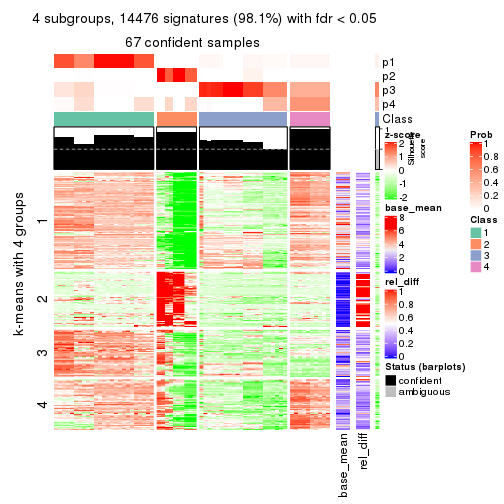 4 subgroups, 14476 signatures (98.1%) with fdr < 0.05
67 confident samples
p1
p2
p3
p4
Class
k-means with 4 groups
1
2
3
4
base_mean
rel_diff
Silhouette
score
1
0
z-score
2
1
0
-1
-2
base_mean
8
6
4
2
0
rel_diff
1
0.8
0.6
0.4
0.2
0
Status (barplots)
confident
ambiguous
Prob
1
0.8
0.6
0.4
0.2
0
Class
1
2
3
4